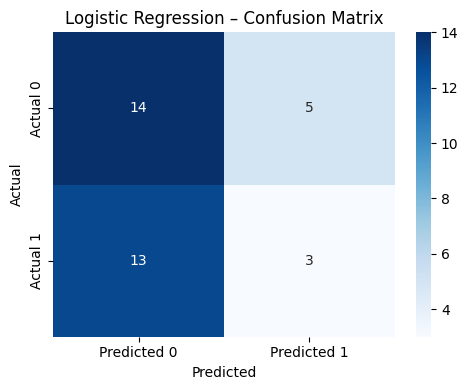 Logistic Regression – Confusion Matrix
Actual
Actual 0
14
5
Actual 1
13
3
Predicted 0
Predicted 1
Predicted
14
12
10
8
6
4